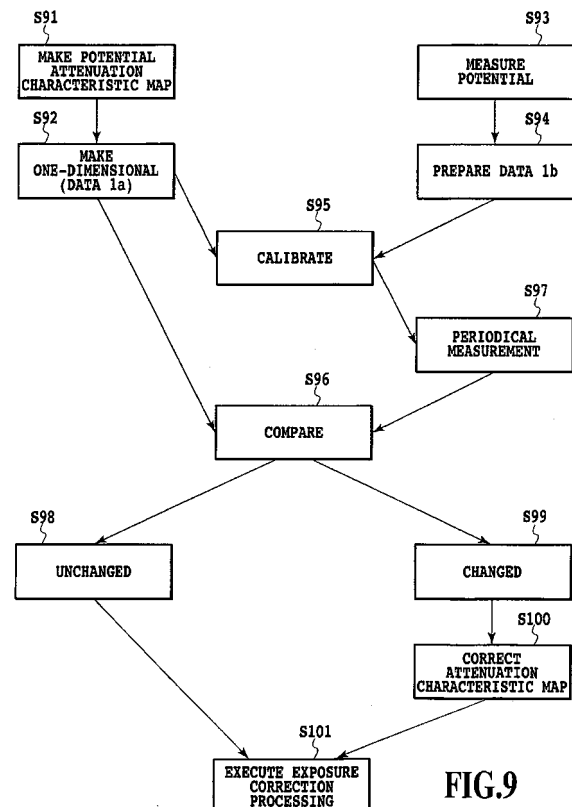 S91
MAKE POTENTIAL
ATTENUATION
CHARACTERISTIC MAP
S93
MEASURE
POTENTIAL
S92
MAKE
ONE-DIMENSIONAL
(DATA 1a)
S94
PREPARE DATA 1b
S95
CALIBRATE
S97
PERIODICAL
MEASUREMENT
S96
COMPARE
S98
UNCHANGED
S99
CHANGED
S100
CORRECT
ATTENUATION
CHARACTERISTIC MAP
S101
EXECUTE EXPOSURE
CORRECTION
PROCESSING
FIG.9